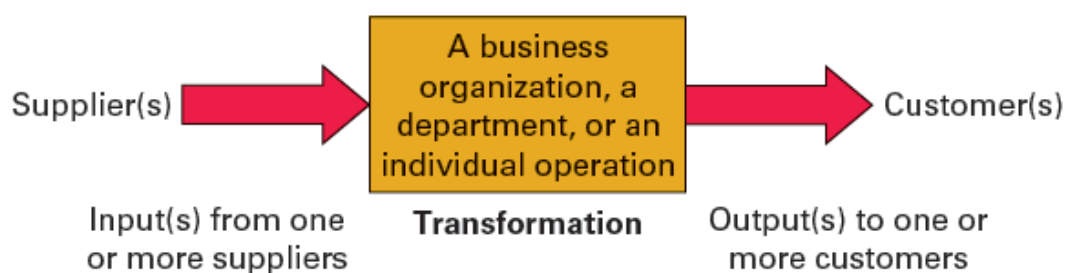 A business
organization, a
department, or an
individual operation
Supplier(s)
Customer(s)
Input(s) from one
or more suppliers
Transformation
Output(s) to one or
more customers